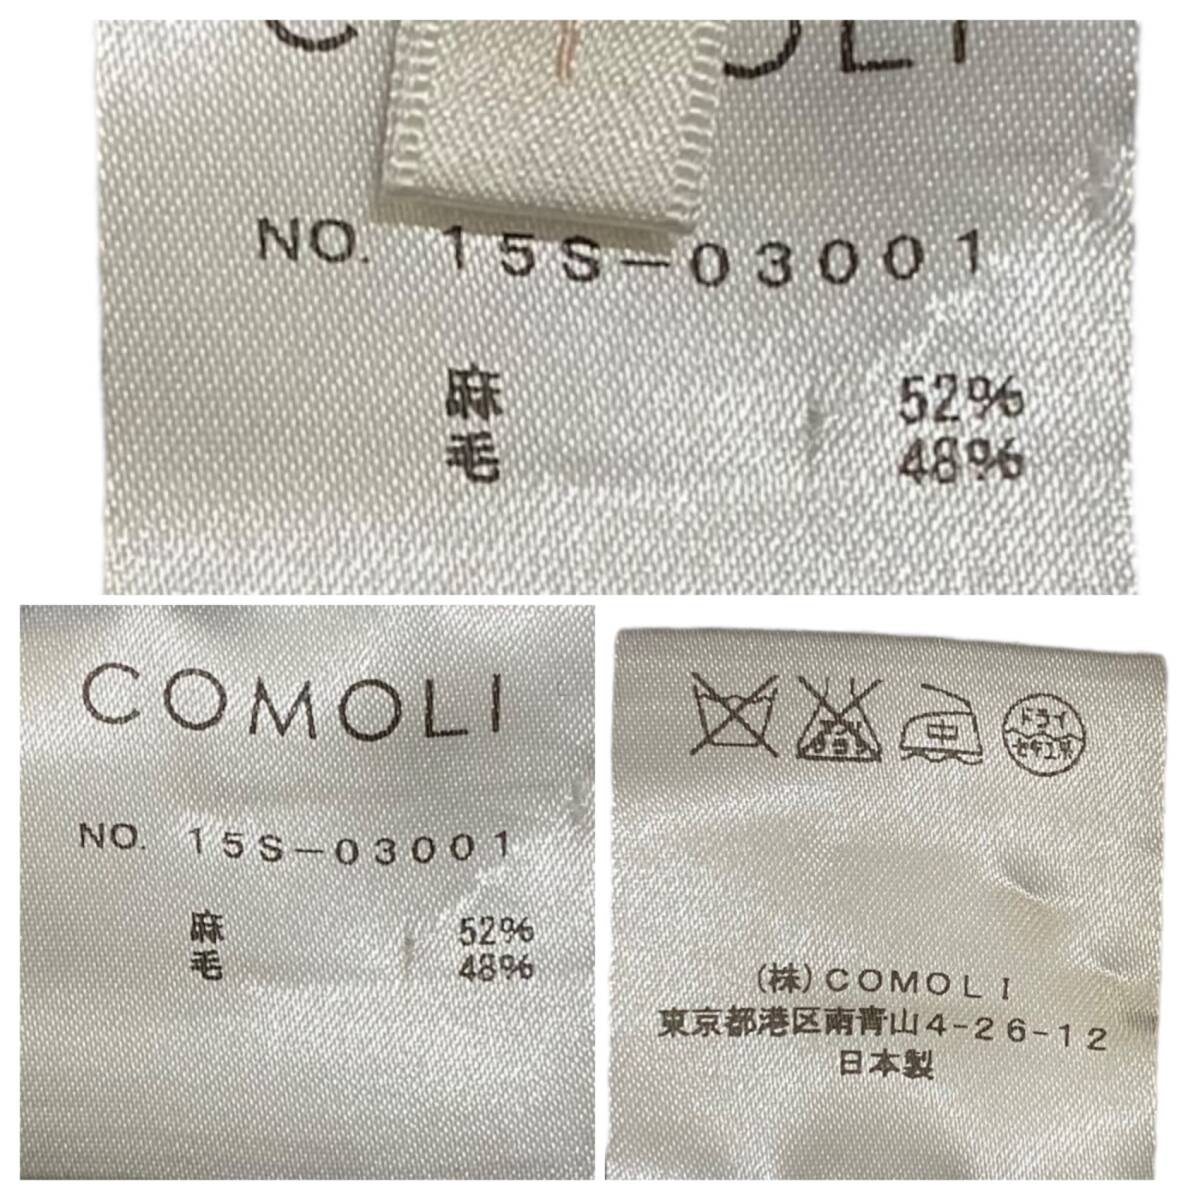 NO. 15S-03001
麻 52%
毛 48%
COMOLI
NO. 15S-03001
麻 52%
毛 48%
中
ドライ
セキユ系
(株)COMOLI
東京都港区南青山4-26-12
日本製